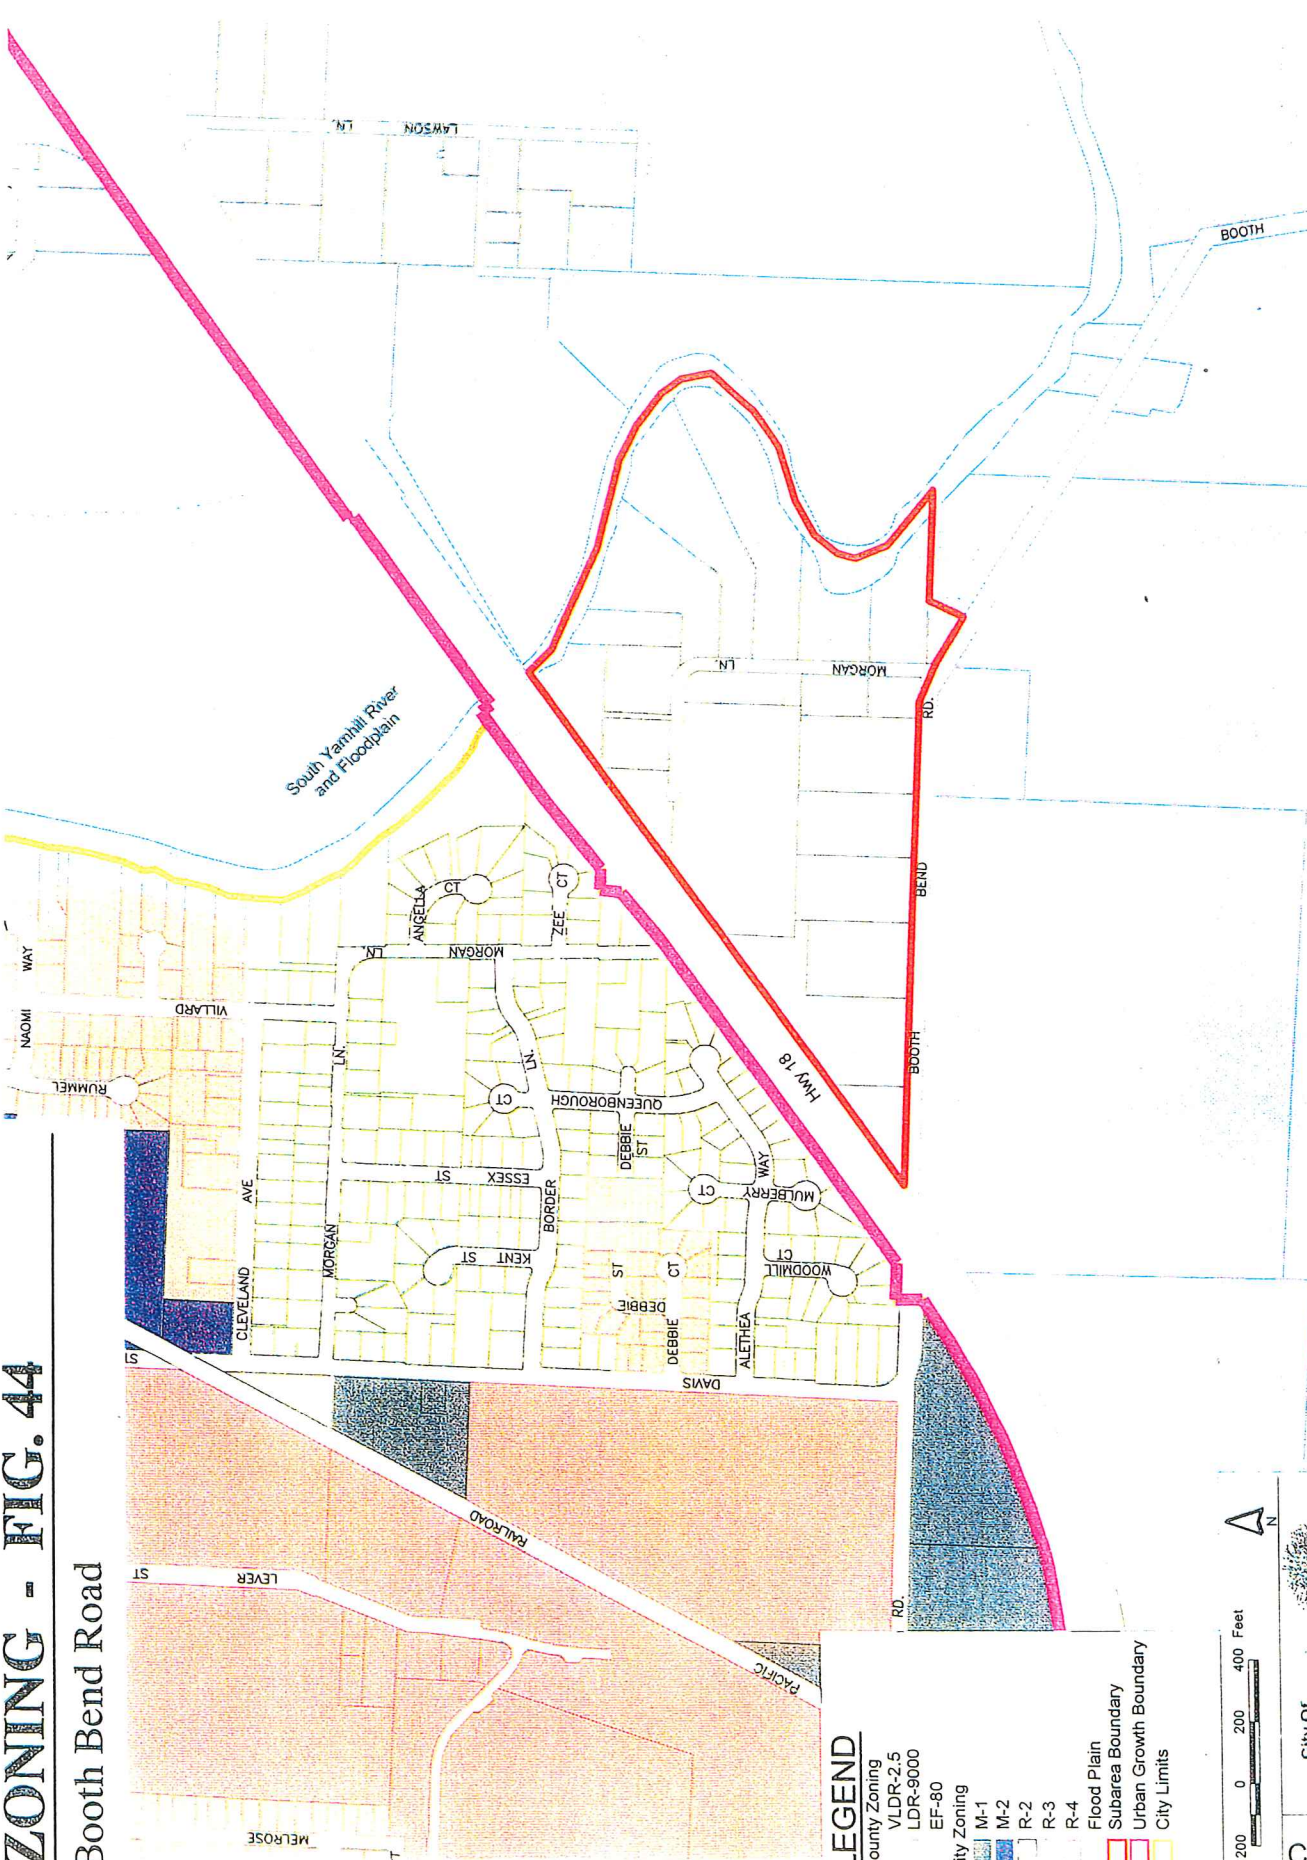 ZONING - FIG. 44
Booth Bend Road
LAWSON
LN.
BOOTH
South Yamhill River
and Floodplain
NAOMI
WAY
RUMMEL
VILLARD
ANGELLA
CT
ZEE
CT
MORGAN
LN.
MORGAN
LN.
CLEVELAND
AVE
MORGAN
LN.
ESSEX
ST
KENT
ST
BORDER
LN.
CT
QUEENBOROUGH
DEBBIE
ST
DEBBIE
ST
DEBBIE
CT
MULBERRY
CT
WAY
ALETHEA
WOODMILL
CT
DAVIS
ST
Hwy 18
BOOTH
BEND
RD.
RAILROAD
PACIFIC
LEVER
ST
MELROSE
RD.
LEGEND
ounty Zoning
VLDR-2.5
LDR-9000
EF-80
ity Zoning
M-1
M-2
R-2
R-3
R-4
Flood Plain
Subarea Boundary
Urban Growth Boundary
City Limits
200 0 200 400 Feet
N
City Of